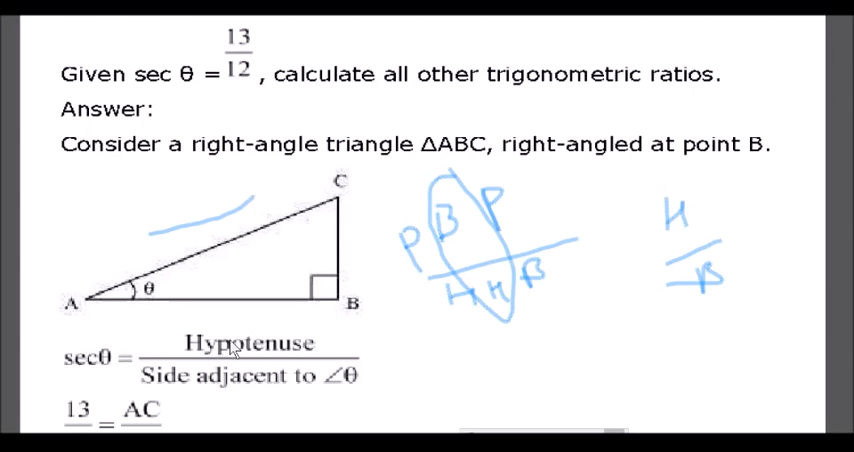 13
Given sec θ = 12 , calculate all other trigonometric ratios.
Answer:
Consider a right-angle triangle ΔABC, right-angled at point B.
C
θ
A
B
P B P
H H B
H
B
secθ = Hypotenuse
Side adjacent to ∠θ
13 = AC